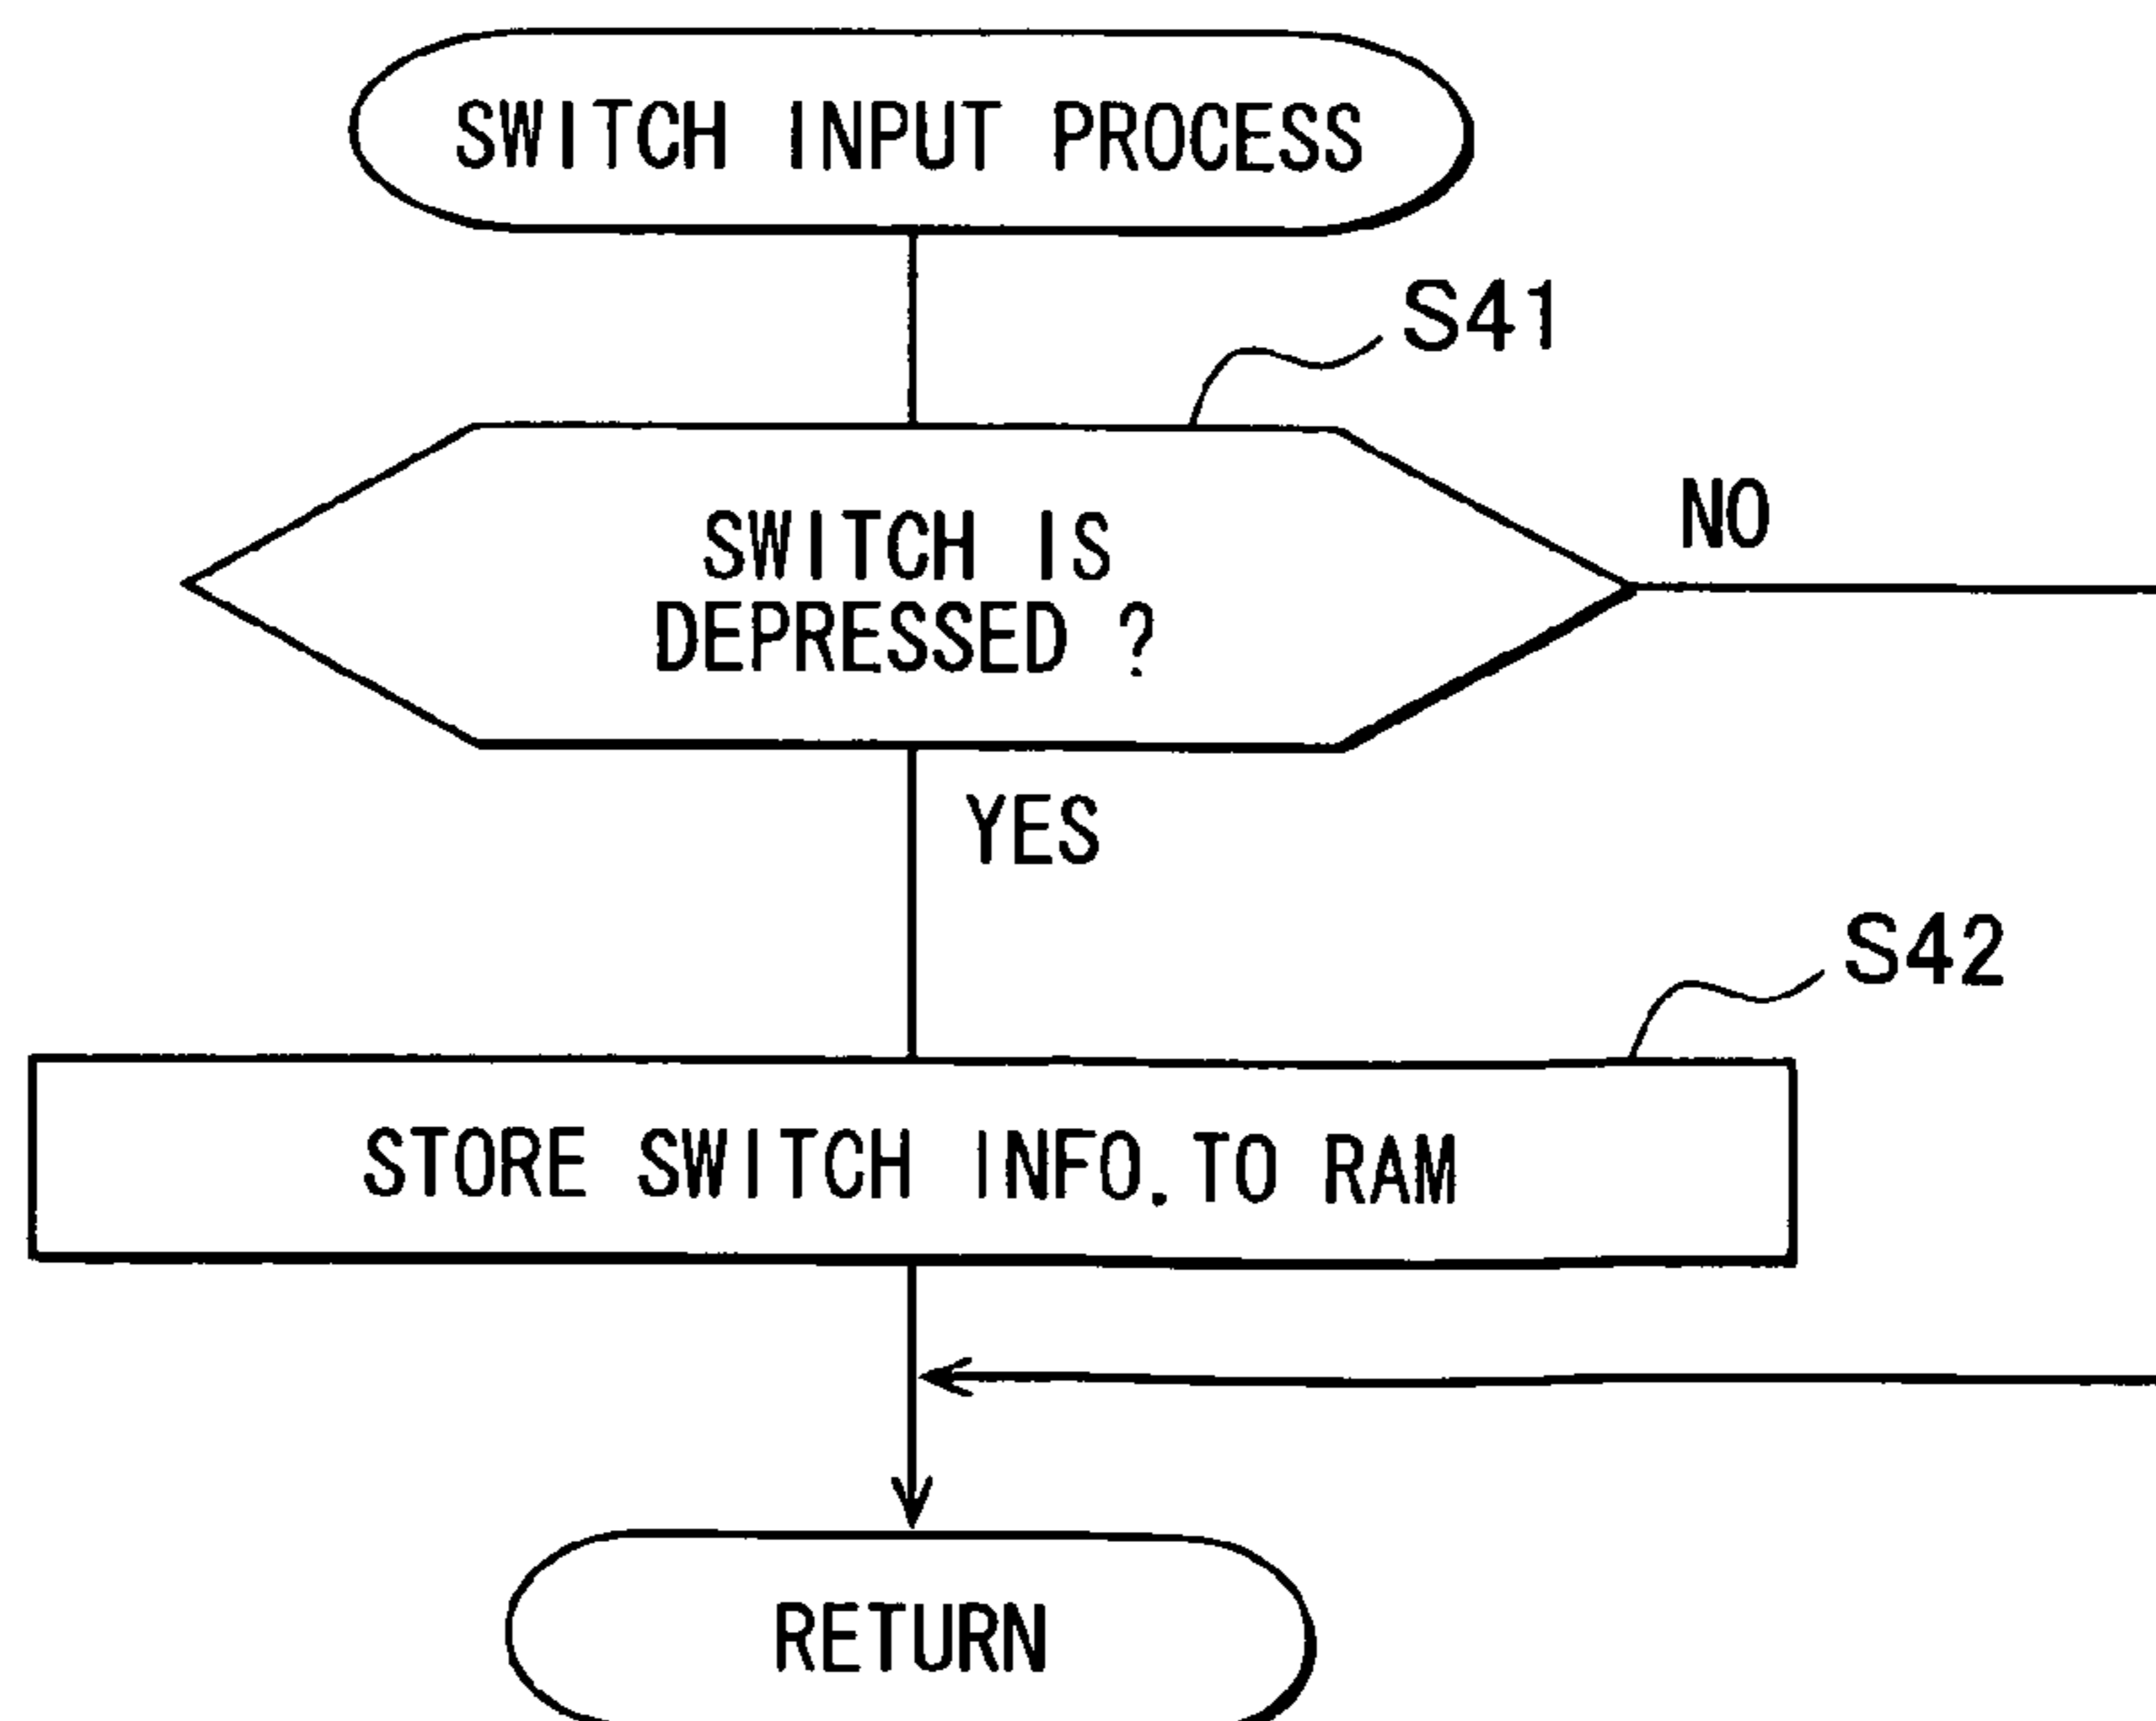 SWITCH INPUT PROCESS
S41
SWITCH IS
DEPRESSED ?
NO
YES
S42
STORE SWITCH INFO. TO RAM
RETURN